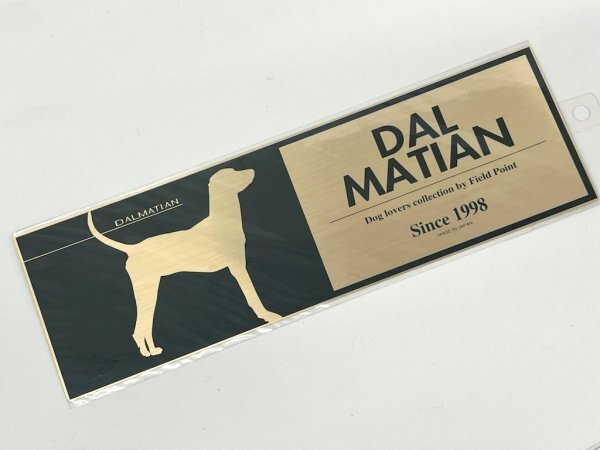 DALMATIAN
DAL
MATIAN
Dog lovers collection by Field Point
Since 1998
MADE IN JAPAN